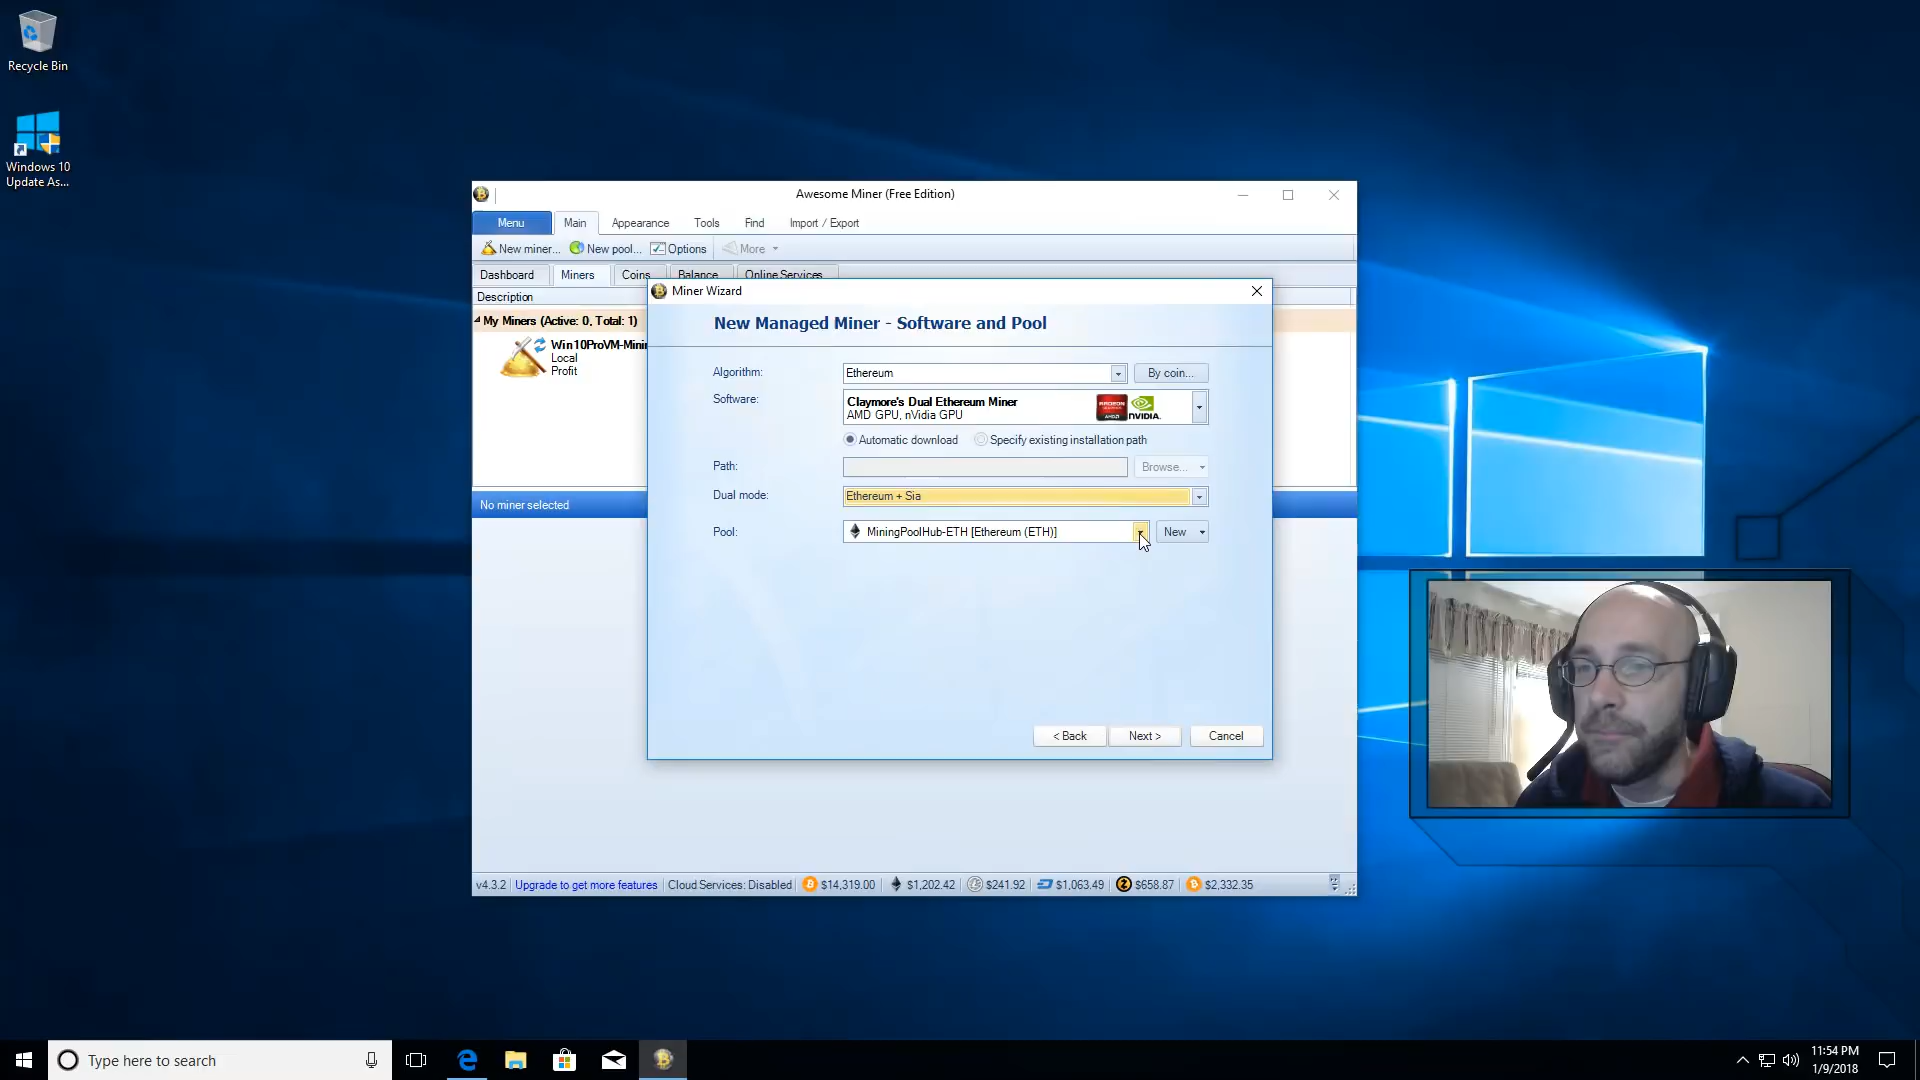 Recycle Bin
Windows 10
Update As...
Awesome Miner (Free Edition)
Menu
Main
Appearance
Tools
Find
Import / Export
New miner...
New pool...
Options
More
Dashboard
Miners
Coins
Balance
Online Services
Description
My Miners (Active: 0, Total: 1)
Win10ProVM-Minin
Local
Profit
No miner selected
Miner Wizard
New Managed Miner - Software and Pool
Algorithm:
Ethereum
By coin...
Software:
Claymore's Dual Ethereum Miner
AMD GPU, nVidia GPU
RADEON
AMD
NVIDIA.
Automatic download
Specify existing installation path
Path:
Browse...
Dual mode:
Ethereum + Sia
Pool:
MiningPoolHub-ETH [Ethereum (ETH)]
New
< Back
Next >
Cancel
v4.3.2
Upgrade to get more features
Cloud Services: Disabled
$14,319.00
$1,202.42
$241.92
$1,063.49
$658.87
$2,332.35
Type here to search
11:54 PM
1/9/2018